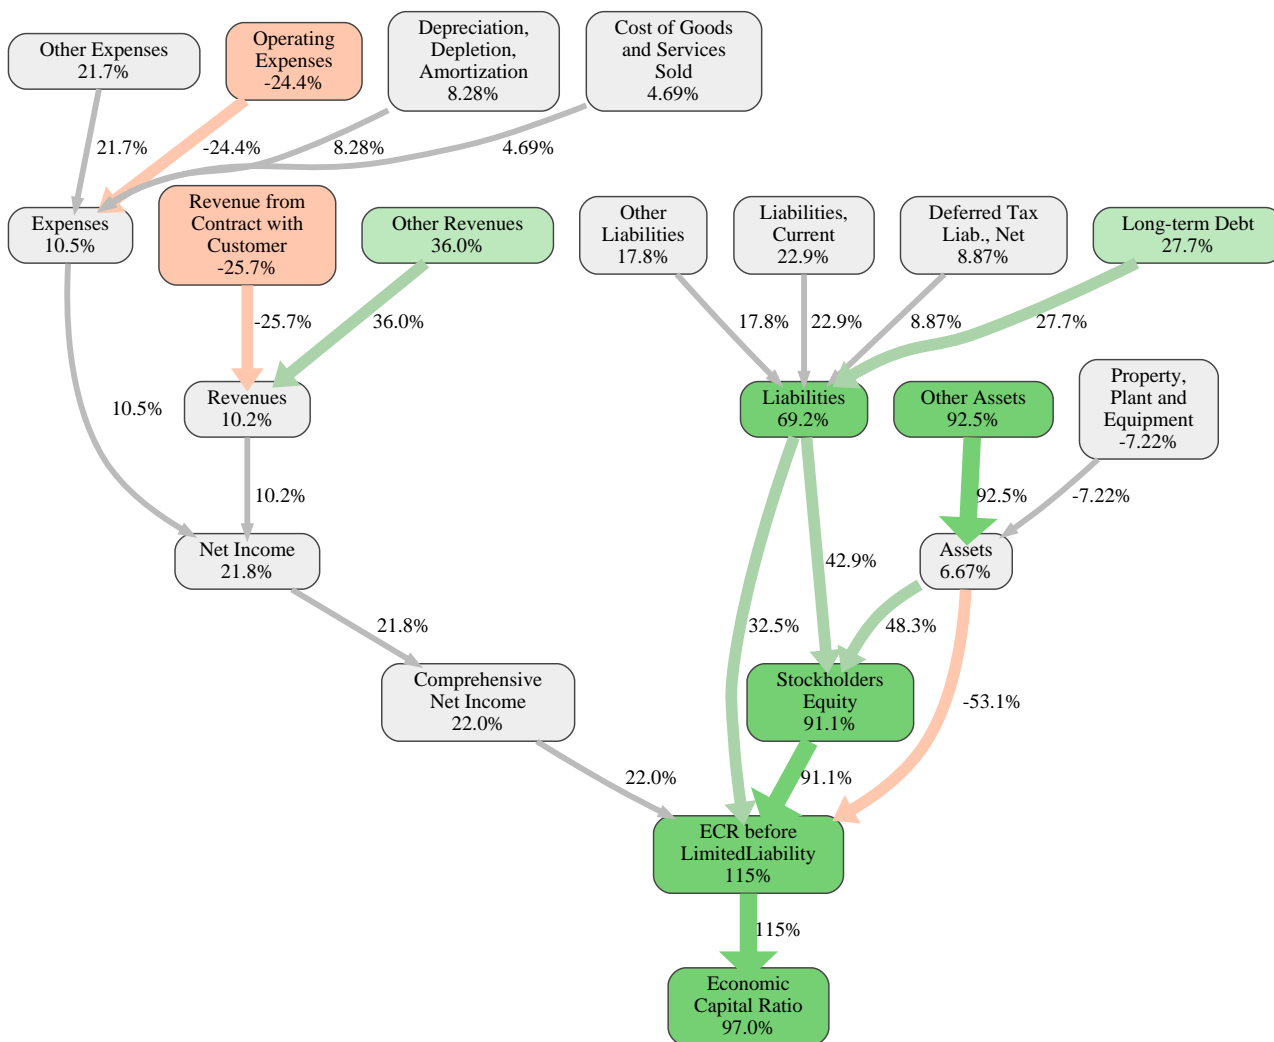 Other Expenses
21.7%
Operating
Expenses
-24.4%
Depreciation,
Depletion,
Amortization
8.28%
Cost of Goods
and Services
Sold
4.69%
21.7%
-24.4%
8.28%
4.69%
Expenses
10.5%
Revenue from
Contract with
Customer
-25.7%
Other Revenues
36.0%
Other
Liabilities
17.8%
Liabilities,
Current
22.9%
Deferred Tax
Liab., Net
8.87%
Long-term Debt
27.7%
-25.7%
36.0%
17.8%
22.9%
8.87%
27.7%
10.5%
Revenues
10.2%
Liabilities
69.2%
Other Assets
92.5%
Property,
Plant and
Equipment
-7.22%
10.2%
92.5%
-7.22%
Net Income
21.8%
Assets
6.67%
42.9%
21.8%
32.5%
48.3%
Comprehensive
Net Income
22.0%
Stockholders
Equity
91.1%
-53.1%
22.0%
91.1%
ECR before
LimitedLiability
115%
115%
Economic
Capital Ratio
97.0%